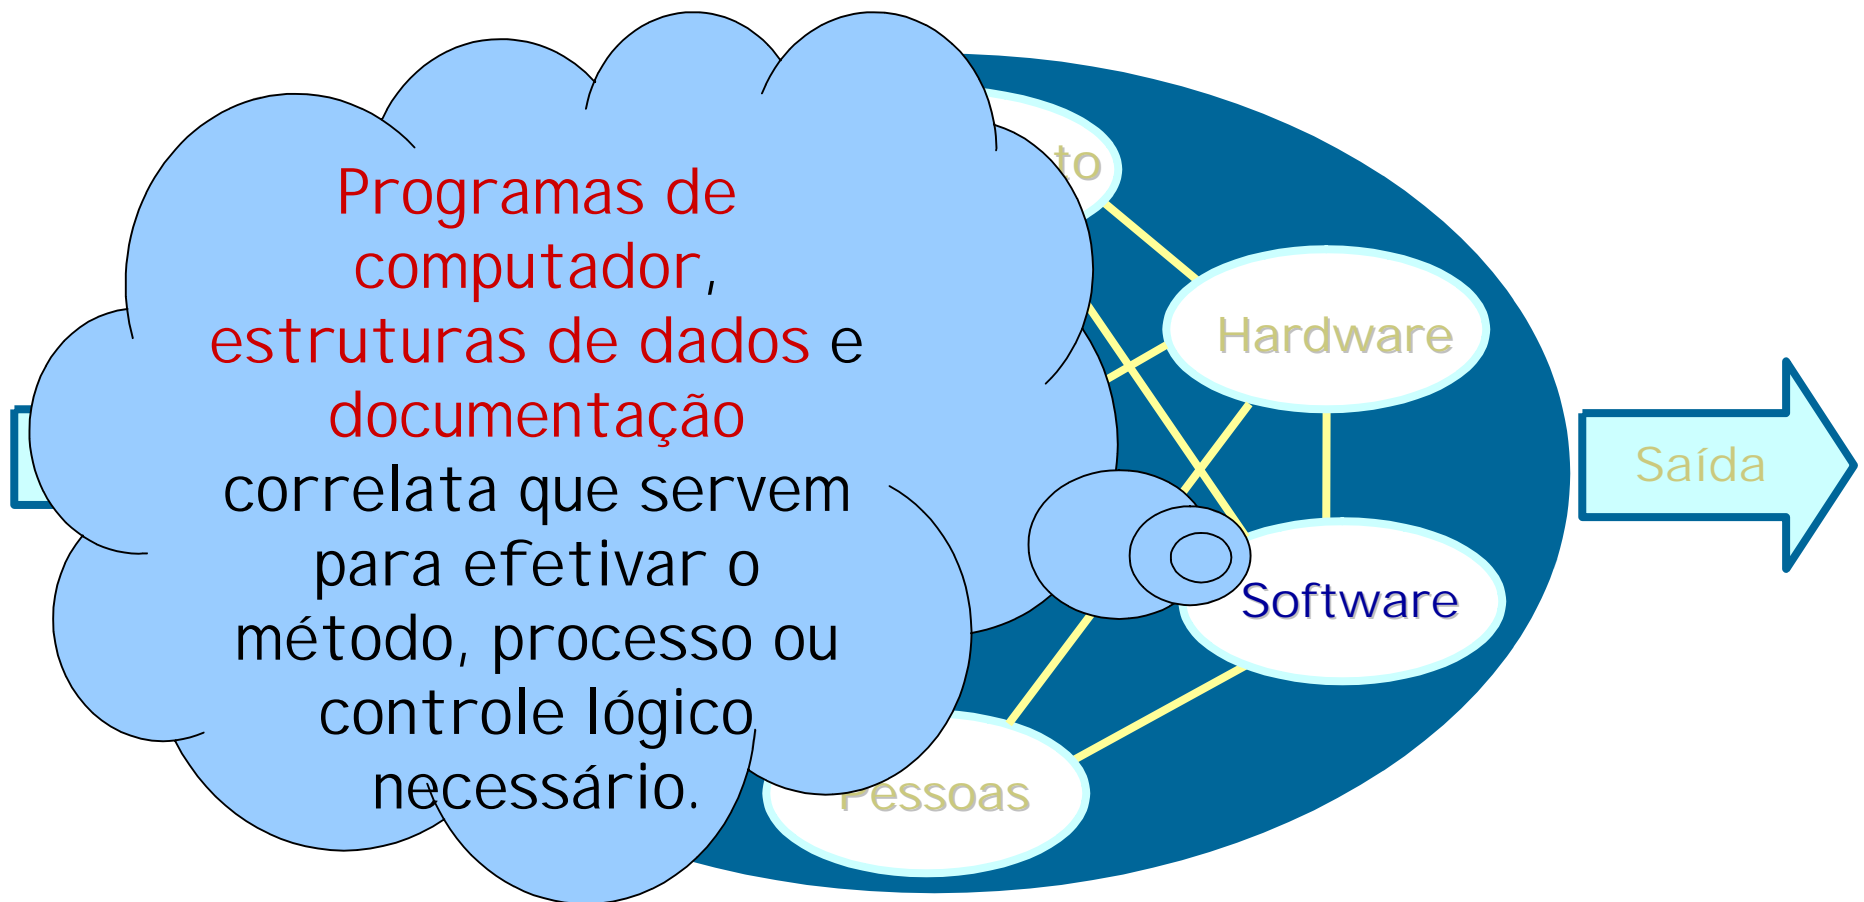 Programas de
computador,
estruturas de dados e
documentação
correlata que servem
para efetivar o
método, processo ou
controle lógico
necessário.
Hardware
Saída
Software
Pessoas